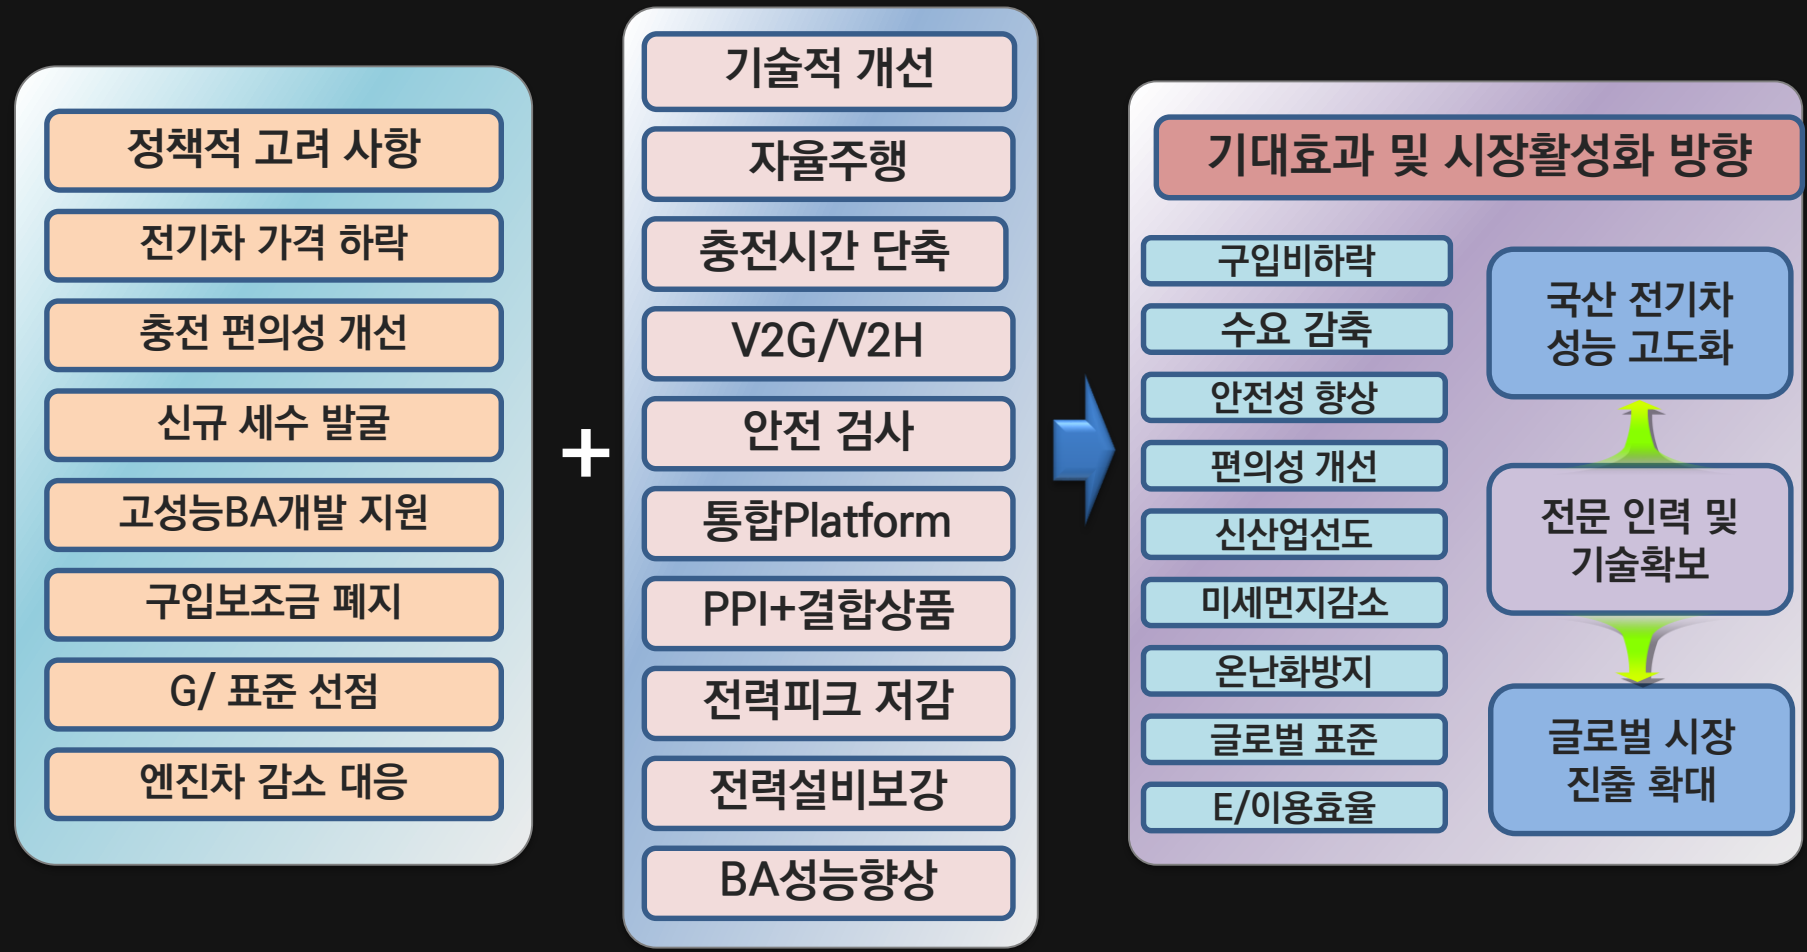 정책적 고려 사항
전기차 가격 하락
충전 편의성 개선
신규 세수 발굴
고성능BA개발 지원
구입보조금 폐지
G/ 표준 선점
엔진차 감소 대응
+
기술적 개선
자율주행
충전시간 단축
V2G/V2H
안전 검사
통합Platform
PPI+결합상품
전력피크 저감
전력설비보강
BA성능향상
기대효과 및 시장활성화 방향
구입비하락
수요 감축
안전성 향상
편의성 개선
신산업선도
미세먼지감소
온난화방지
글로벌 표준
E/이용효율
국산 전기차
성능 고도화
전문 인력 및
기술확보
글로벌 시장
진출 확대